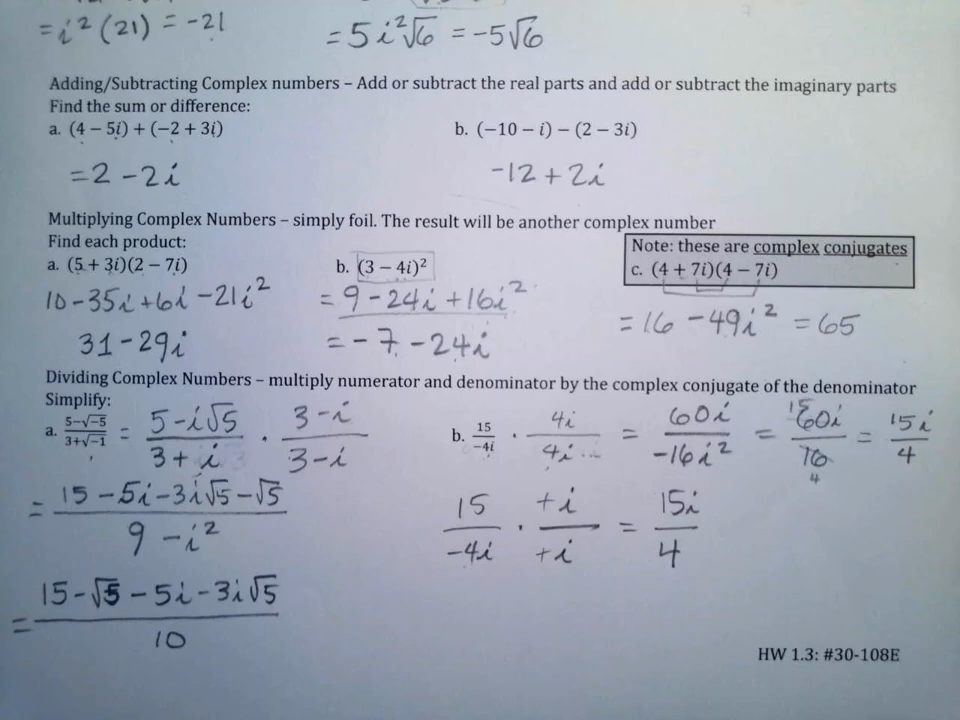 = i² (21) = -21 = 5i²√6 = -5√6
Adding/Subtracting Complex numbers – Add or subtract the real parts and add or subtract the imaginary parts
Find the sum or difference:
a. (4 − 5i) + (−2 + 3i) b. (−10 − i) − (2 − 3i)
= 2 - 2i -12 + 2i
Multiplying Complex Numbers – simply foil. The result will be another complex number
Find each product: Note: these are complex conjugates
a. (5 + 3i)(2 − 7i) b. (3 − 4i)² c. (4 + 7i)(4 − 7i)
10 - 35i + 6i - 21i² = 9 - 24i + 16i² = 16 - 49i² = 65
31 - 29i = -7 - 24i
Dividing Complex Numbers – multiply numerator and denominator by the complex conjugate of the denominator
Simplify:
a. (5−√−5)/(3+√−1) = (5 - i√5)/(3 + i) · (3 - i)/(3 - i) b. 15/(−4i) · 4i/4i = 60i/(-16i²) = 60i/16 = 15i/4
15
4
= (15 - 5i - 3i√5 - √5)/(9 - i²) 15/(-4i) · +i/+i = 15i/4
= (15 - √5 - 5i - 3i√5)/10
HW 1.3: #30-108E